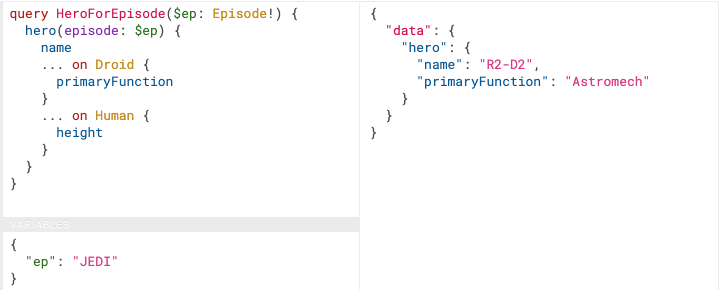 query HeroForEpisode($ep: Episode!) {
  hero(episode: $ep) {
    name
    ... on Droid {
      primaryFunction
    }
    ... on Human {
      height
    }
  }
}
VARIABLES
{
  "ep": "JEDI"
}
{
  "data": {
    "hero": {
      "name": "R2-D2",
      "primaryFunction": "Astromech"
    }
  }
}